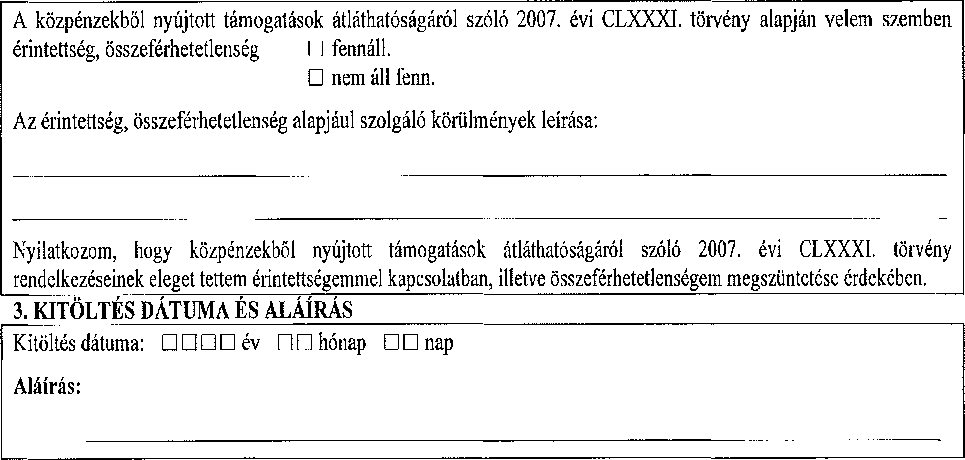 A közpénzekből nyújtott támogatások átláthatóságáról szóló 2007. évi CLXXXI. törvény alapján velem szemben
érintettség, összeférhetetlenség □ fennáll.
□ nem áll fenn.
Az érintettség, összeférhetetlenség alapjául szolgáló körülmények leírása:
Nyilatkozom, hogy közpénzekből nyújtott támogatások átláthatóságáról szóló 2007. évi CLXXXI. törvény
rendelkezéseinek eleget tettem érintettségemmel kapcsolatban, illetve összeférhetetlenségem megszüntetése érdekében.
3. KITÖLTÉS DÁTUMA ÉS ALÁÍRÁS
Kitöltés dátuma: □□□□ év □□ hónap □□ nap
Aláírás: